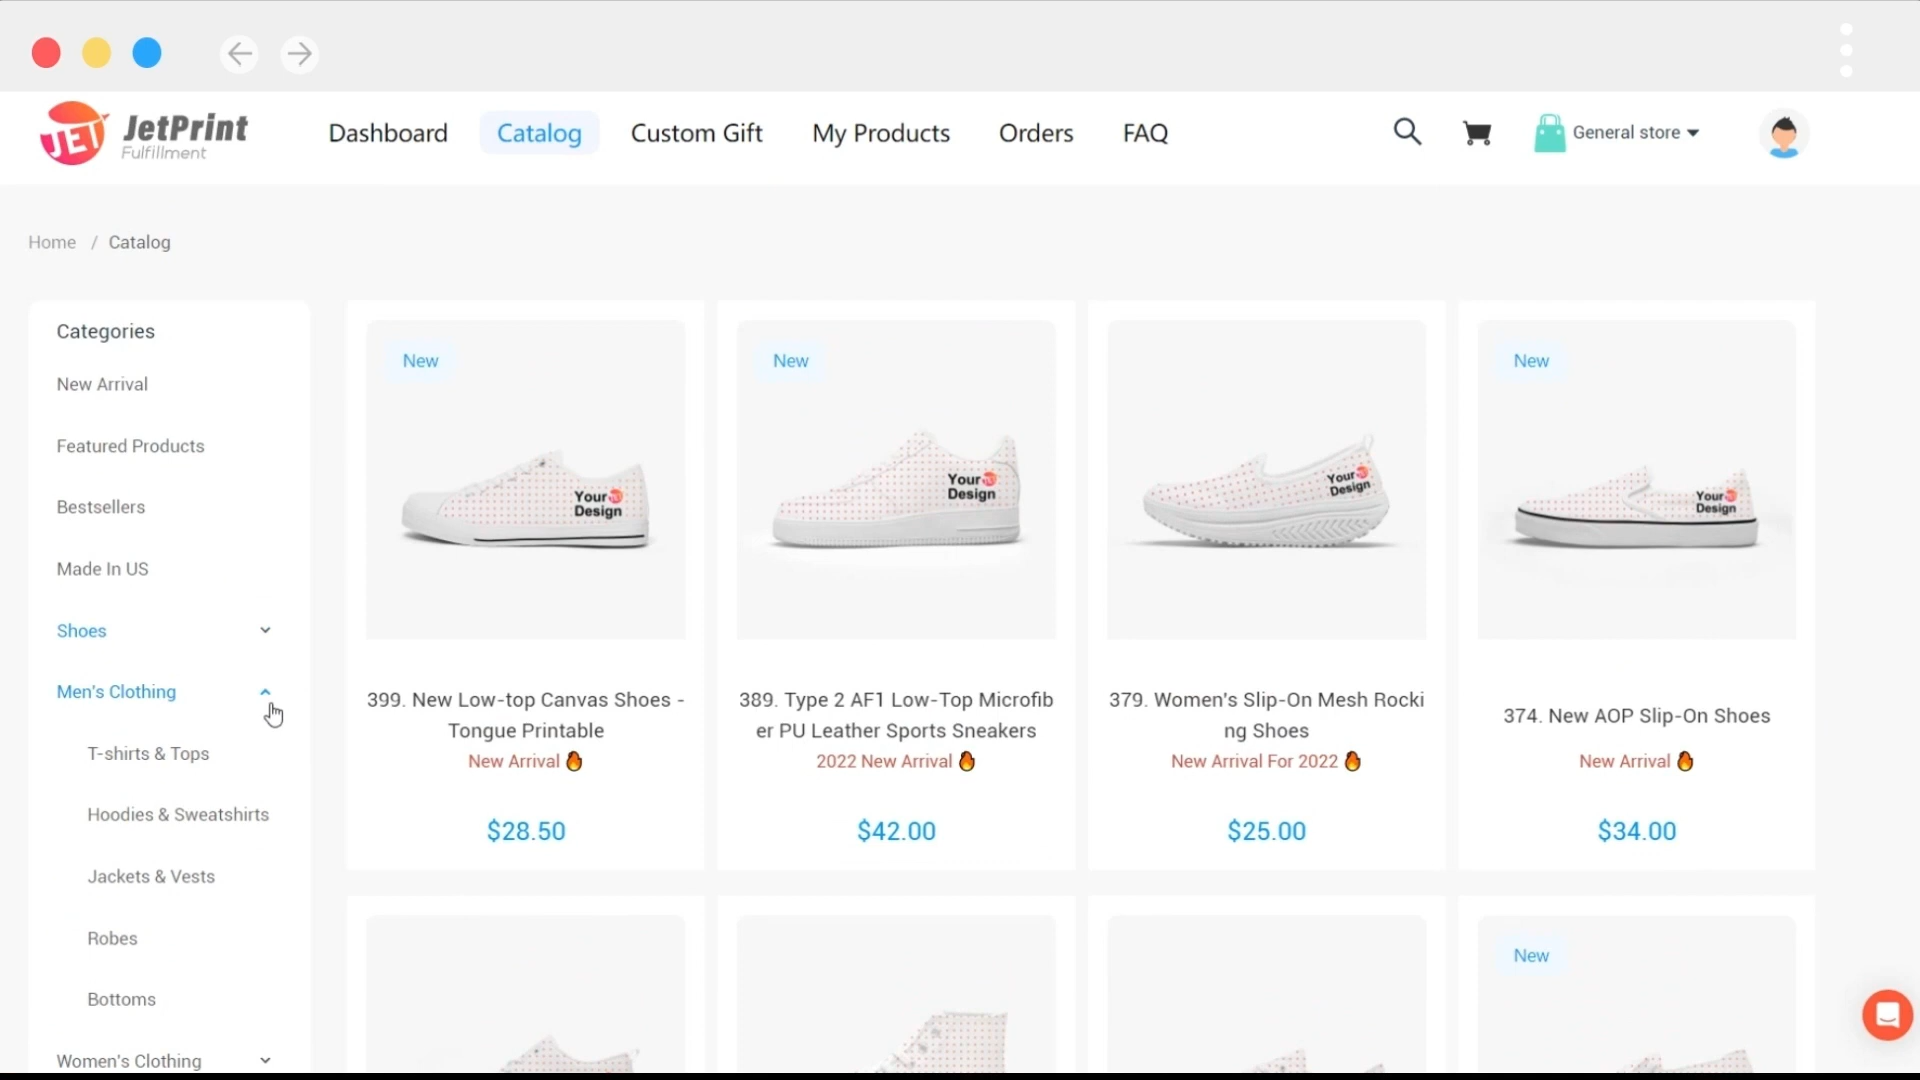 JET
JetPrint
Fulfillment
Dashboard
Catalog
Custom Gift
My Products
Orders
FAQ
General store
Home / Catalog
Categories
New Arrival
Featured Products
Bestsellers
Made In US
Shoes
Men's Clothing
T-shirts & Tops
Hoodies & Sweatshirts
Jackets & Vests
Robes
Bottoms
Women's Clothing
New
Your
Design
399. New Low-top Canvas Shoes -
Tongue Printable
New Arrival
$28.50
New
Your
Design
389. Type 2 AF1 Low-Top Microfib
er PU Leather Sports Sneakers
2022 New Arrival
$42.00
Your
Design
379. Women's Slip-On Mesh Rocki
ng Shoes
New Arrival For 2022
$25.00
New
Your
Design
374. New AOP Slip-On Shoes
New Arrival
$34.00
New